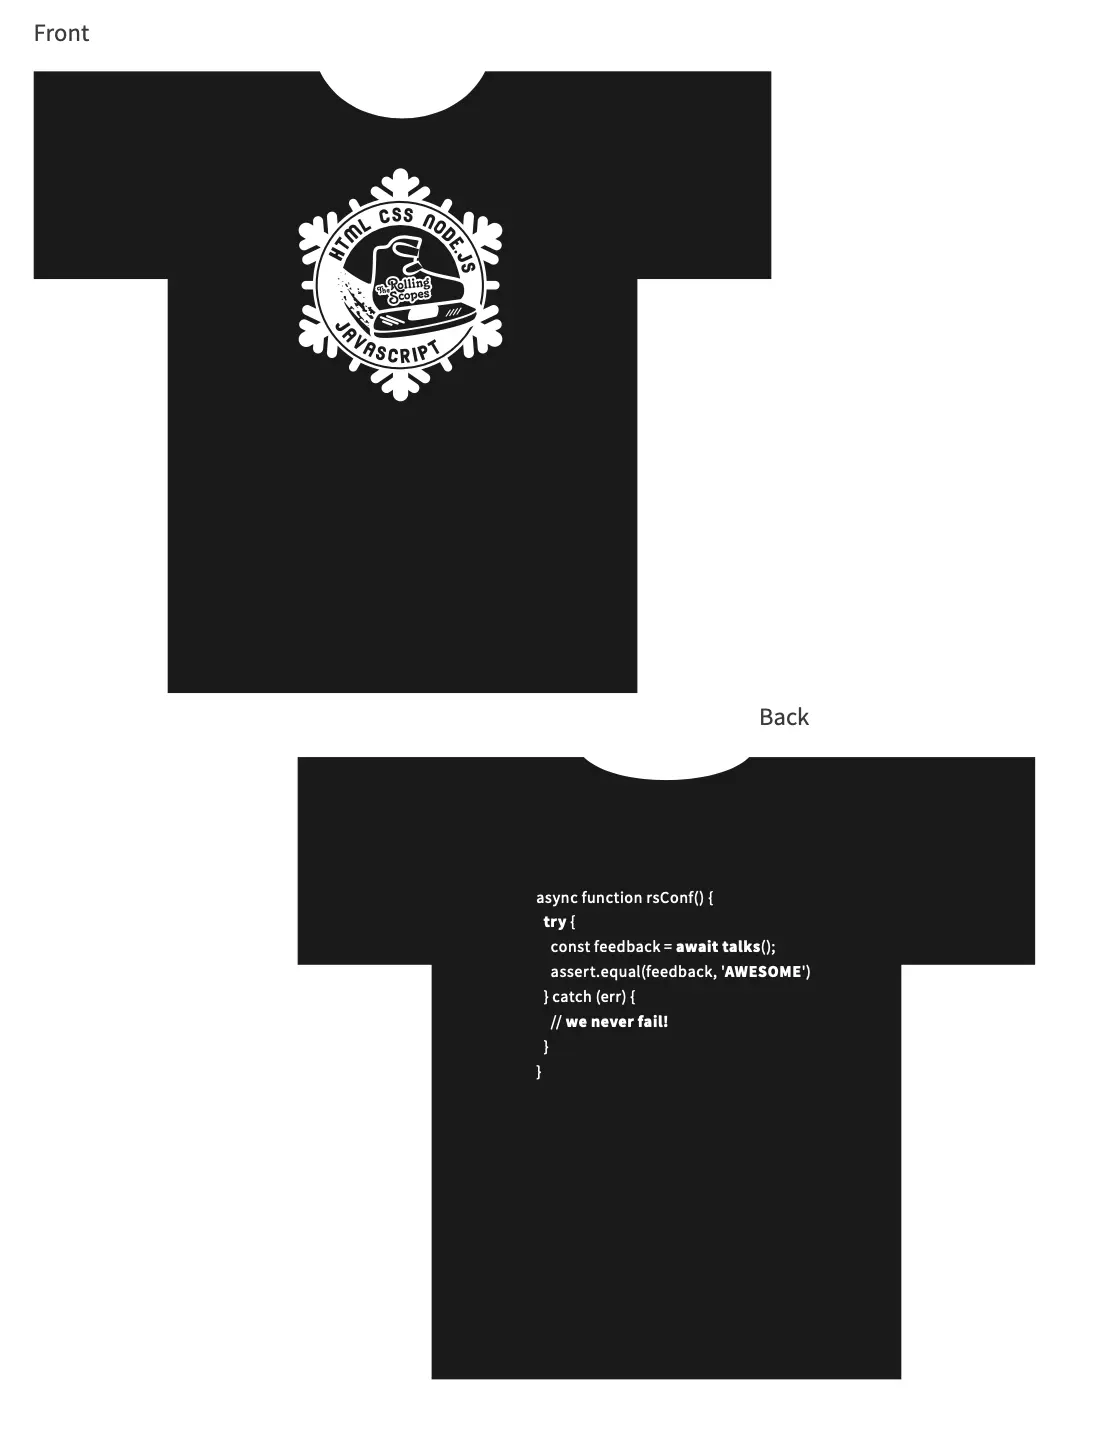 Front
HTML CSS NODE.JS
The Rolling
Scopes
JAVASCRIPT
Back
async function rsConf() {
try {
const feedback = await talks();
assert.equal(feedback, 'AWESOME')
} catch (err) {
// we never fail!
}
}